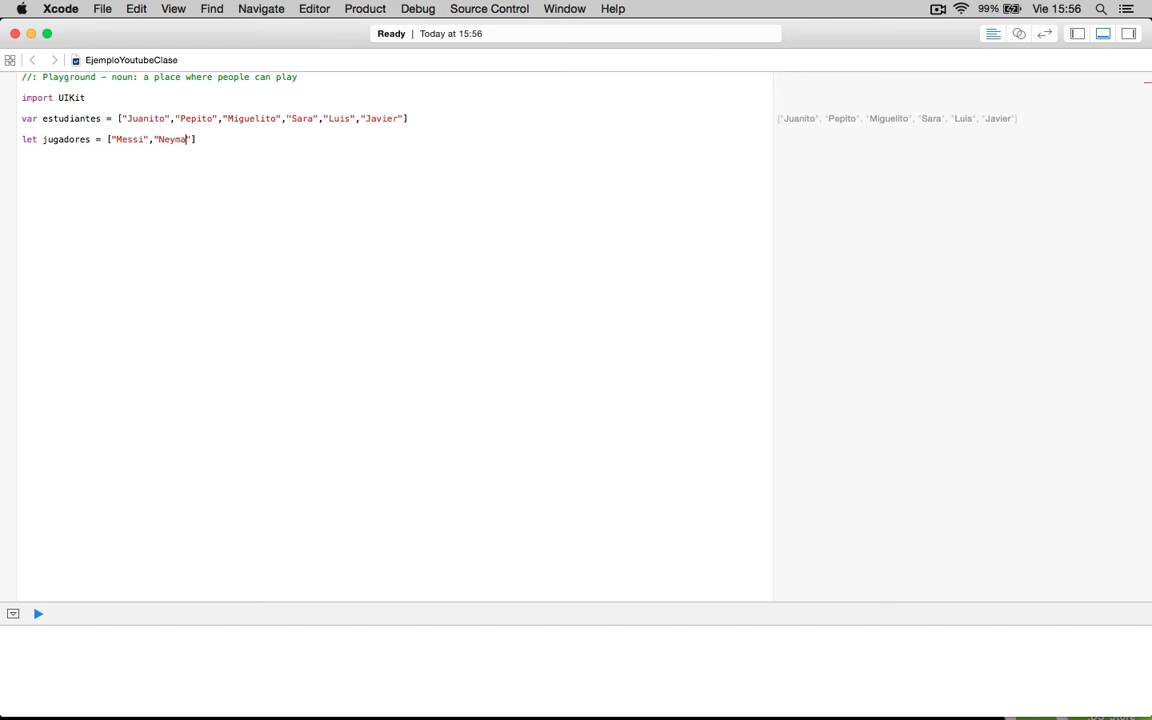 Xcode File Edit View Find Navigate Editor Product Debug Source Control Window Help 99% Vie 15:56
Ready | Today at 15:56
EjemploYoutubeClase
//: Playground - noun: a place where people can play
import UIKit
var estudiantes = ["Juanito","Pepito","Miguelito","Sara","Luis","Javier"]
["Juanito", "Pepito", "Miguelito", "Sara", "Luis", "Javier"]
let jugadores = ["Messi","Neyma"]